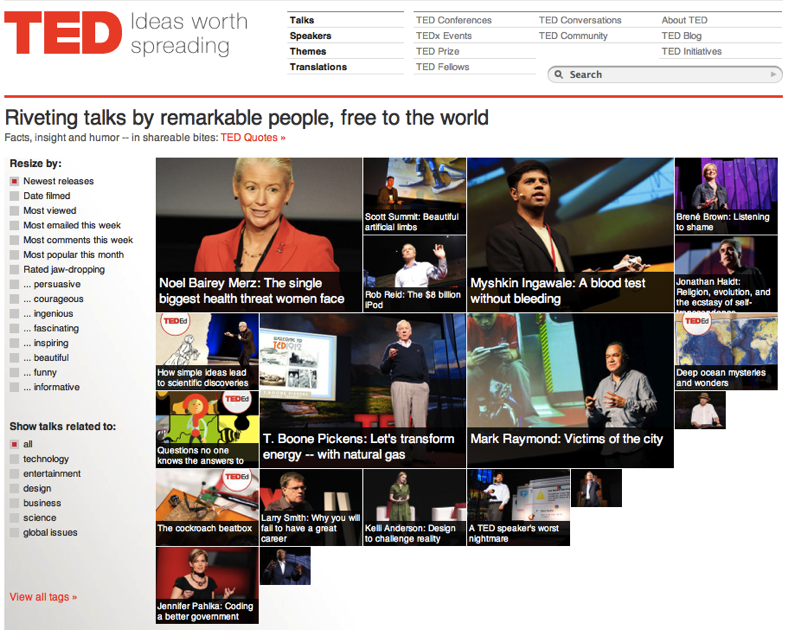 TED Ideas worth
spreading
Talks
Speakers
Themes
Translations
TED Conferences
TEDx Events
TED Prize
TED Fellows
TED Conversations
TED Community
About TED
TED Blog
TED Initiatives
Search
Riveting talks by remarkable people, free to the world
Facts, insight and humor -- in shareable bites: TED Quotes »
Resize by:
Newest releases
Date filmed
Most viewed
Most emailed this week
Most comments this week
Most popular this month
Rated jaw-dropping
... persuasive
... courageous
... ingenious
... fascinating
... inspiring
... beautiful
... funny
... informative
Show talks related to:
all
technology
entertainment
design
business
science
global issues
View all tags »
Noel Bairey Merz: The single
biggest health threat women face
Scott Summit: Beautiful
artificial limbs
Rob Reid: The $8 billion
iPod
Myshkin Ingawale: A blood test
without bleeding
Brené Brown: Listening
to shame
Jonathan Haidt:
Religion, evolution, and
the ecstasy of self-
transcendence
TEDEd
How simple ideas lead
to scientific discoveries
WELCOME TO
TED
T. Boone Pickens: Let's transform
energy -- with natural gas
Mark Raymond: Victims of the city
TEDEd
Deep ocean mysteries
and wonders
TEDEd
Questions no one
knows the answers to
TEDEd
The cockroach beatbox
Larry Smith: Why you will
fail to have a great
career
Kelli Anderson: Design
to challenge reality
A TED speaker's worst
nightmare
Jennifer Pahlka: Coding
a better government